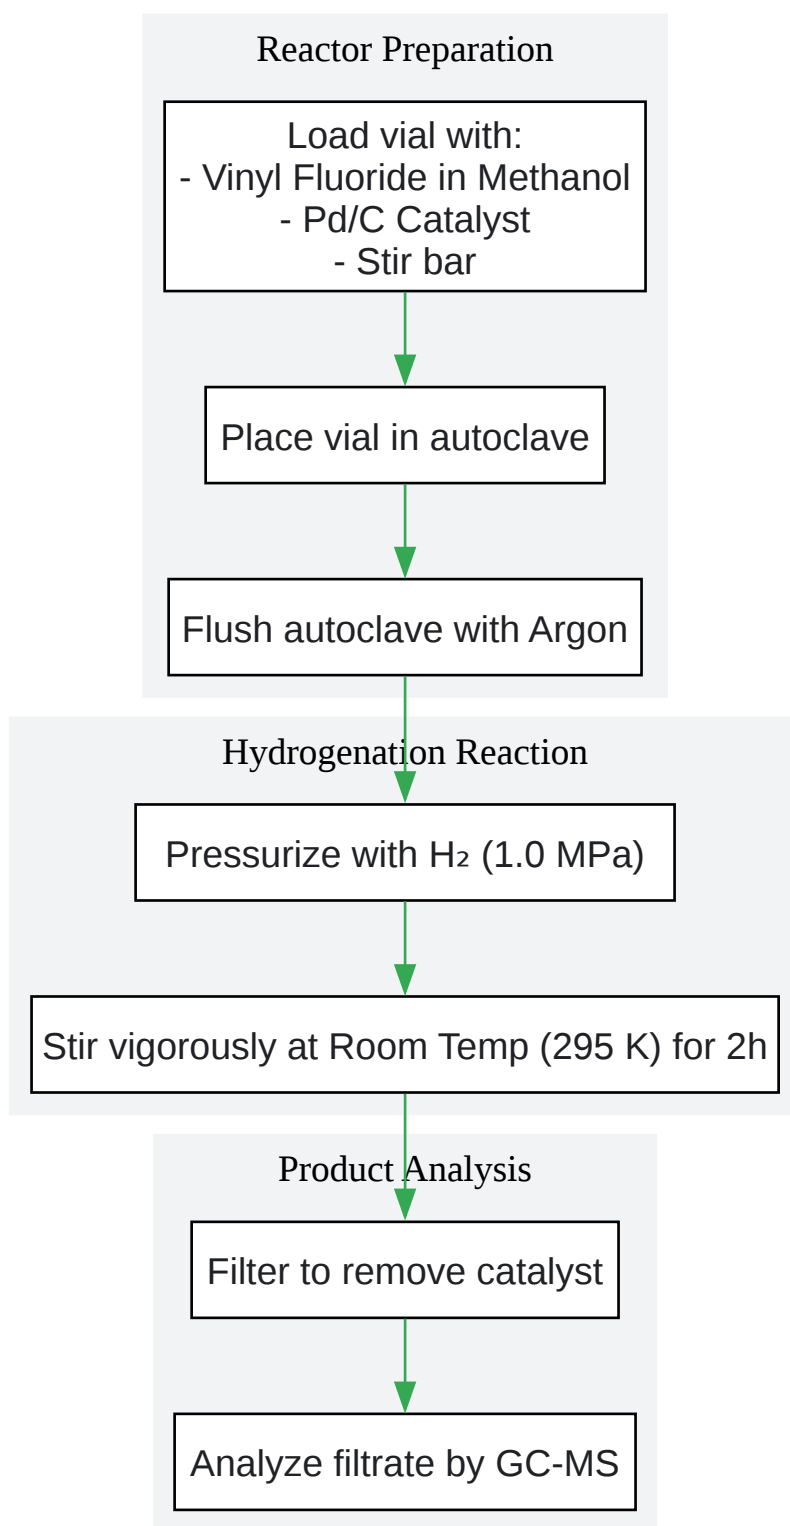 Reactor Preparation
Load vial with:
- Vinyl Fluoride in Methanol
- Pd/C Catalyst
- Stir bar
Place vial in autoclave
Flush autoclave with Argon
Hydrogenation Reaction
Pressurize with H₂ (1.0 MPa)
Stir vigorously at Room Temp (295 K) for 2h
Product Analysis
Filter to remove catalyst
Analyze filtrate by GC-MS